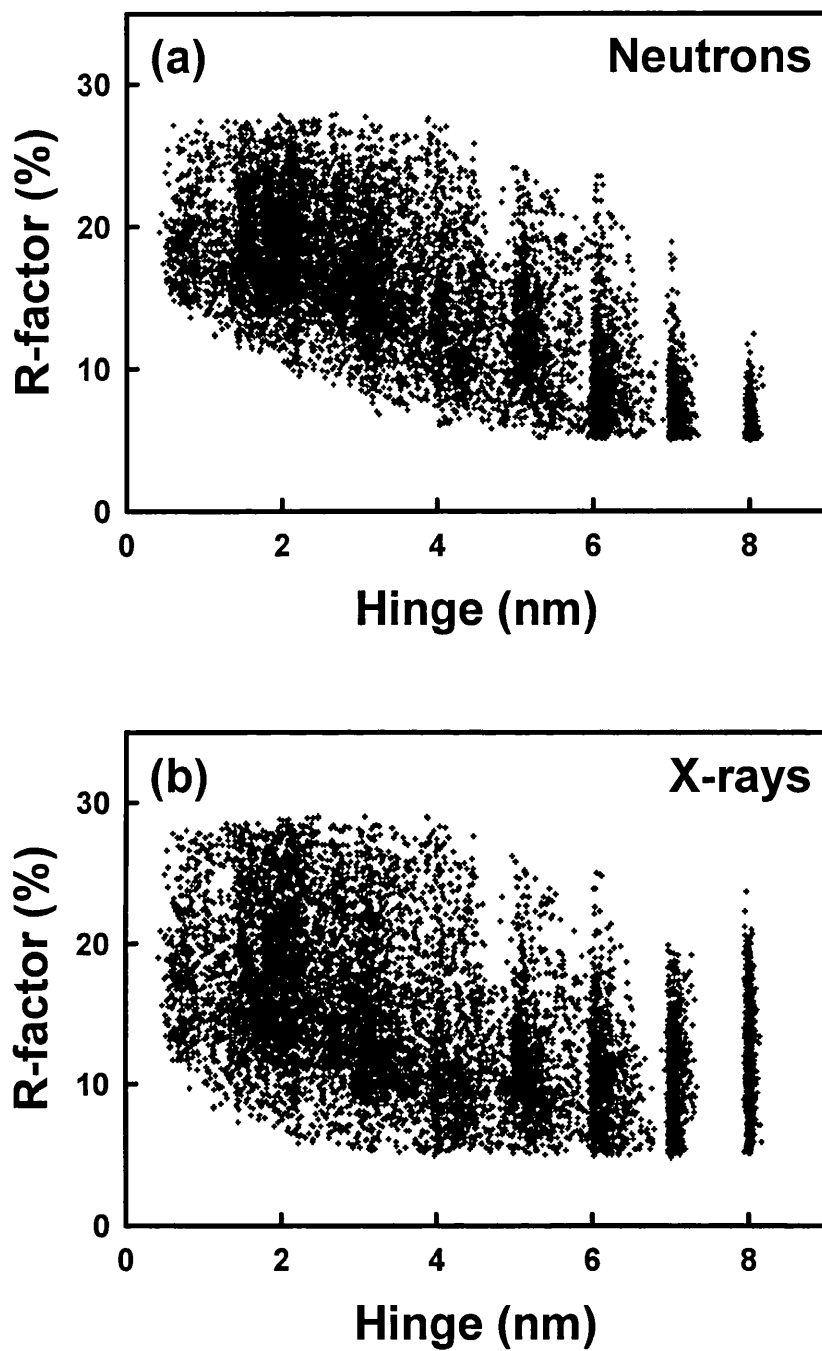 (a) Neutrons
30
20
10
0
R-factor (%)
0 2 4 6 8
Hinge (nm)
(b) X-rays
30
20
10
0
R-factor (%)
0 2 4 6 8
Hinge (nm)